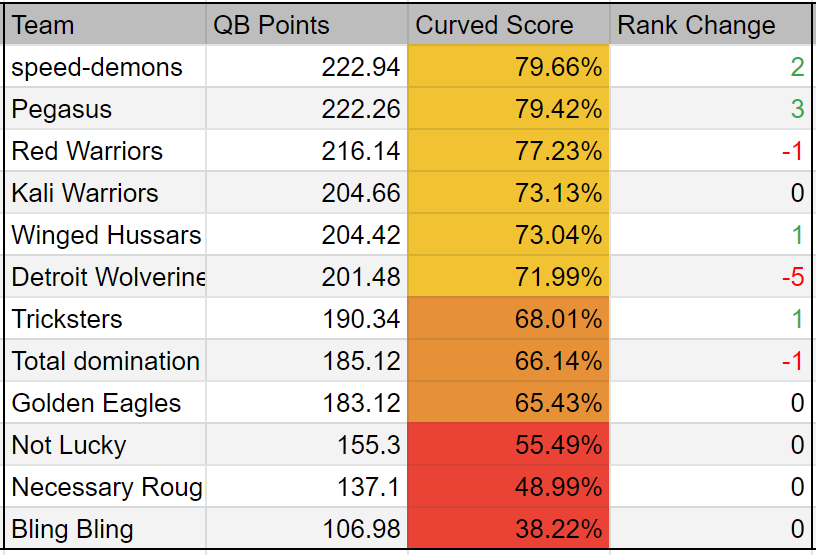 Team QB Points Curved Score Rank Change
speed-demons 222.94 79.66% 2
Pegasus 222.26 79.42% 3
Red Warriors 216.14 77.23% -1
Kali Warriors 204.66 73.13% 0
Winged Hussars 204.42 73.04% 1
Detroit Wolverine 201.48 71.99% -5
Tricksters 190.34 68.01% 1
Total domination 185.12 66.14% -1
Golden Eagles 183.12 65.43% 0
Not Lucky 155.3 55.49% 0
Necessary Roug 137.1 48.99% 0
Bling Bling 106.98 38.22% 0